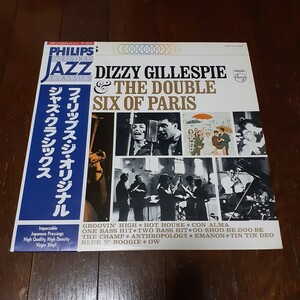 PHILIPS
JAZZ
フィリップス・ジ・オリジナル
ジャズ・クラシックス
Impeccable
Japanese Pressings
High Quality, High Density
Virgin Vinyl
DIZZY GILLESPIE
& THE DOUBLE
SIX OF PARIS
GROOVIN' HIGH • HOT HOUSE • CON ALMA
ONE BASS HIT • TWO BASS HIT • OO-SHOO-BE-DOO-BE
THE CHAMP • ANTHROPOLOGY • EMANON • TIN TIN DEO
BLUE N' BOOGIE • OW